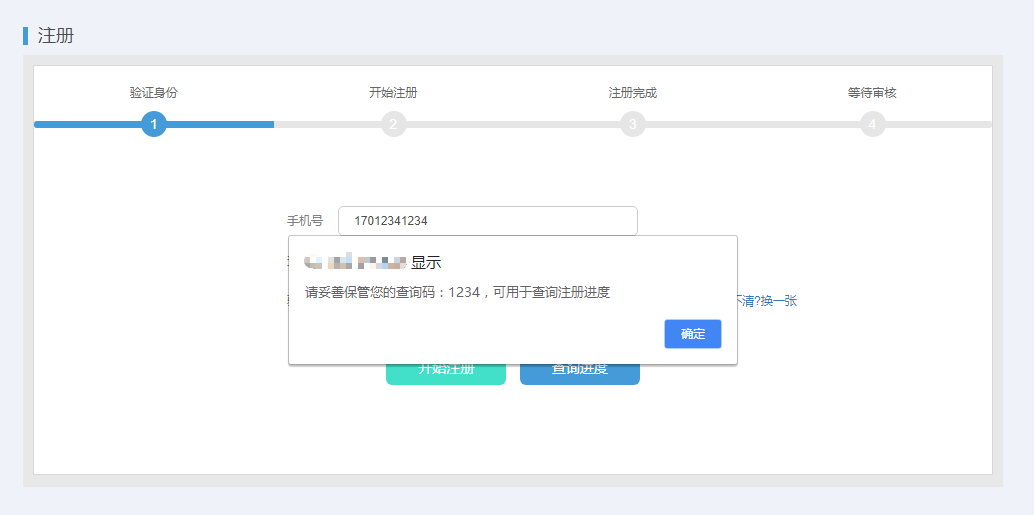 注册
验证身份
开始注册
注册完成
等待审核
1
2
3
4
手机号
17012341234
显示
请妥善保管您的查询码：1234，可用于查询注册进度
不清?换一张
确定
开始注册
查询进度